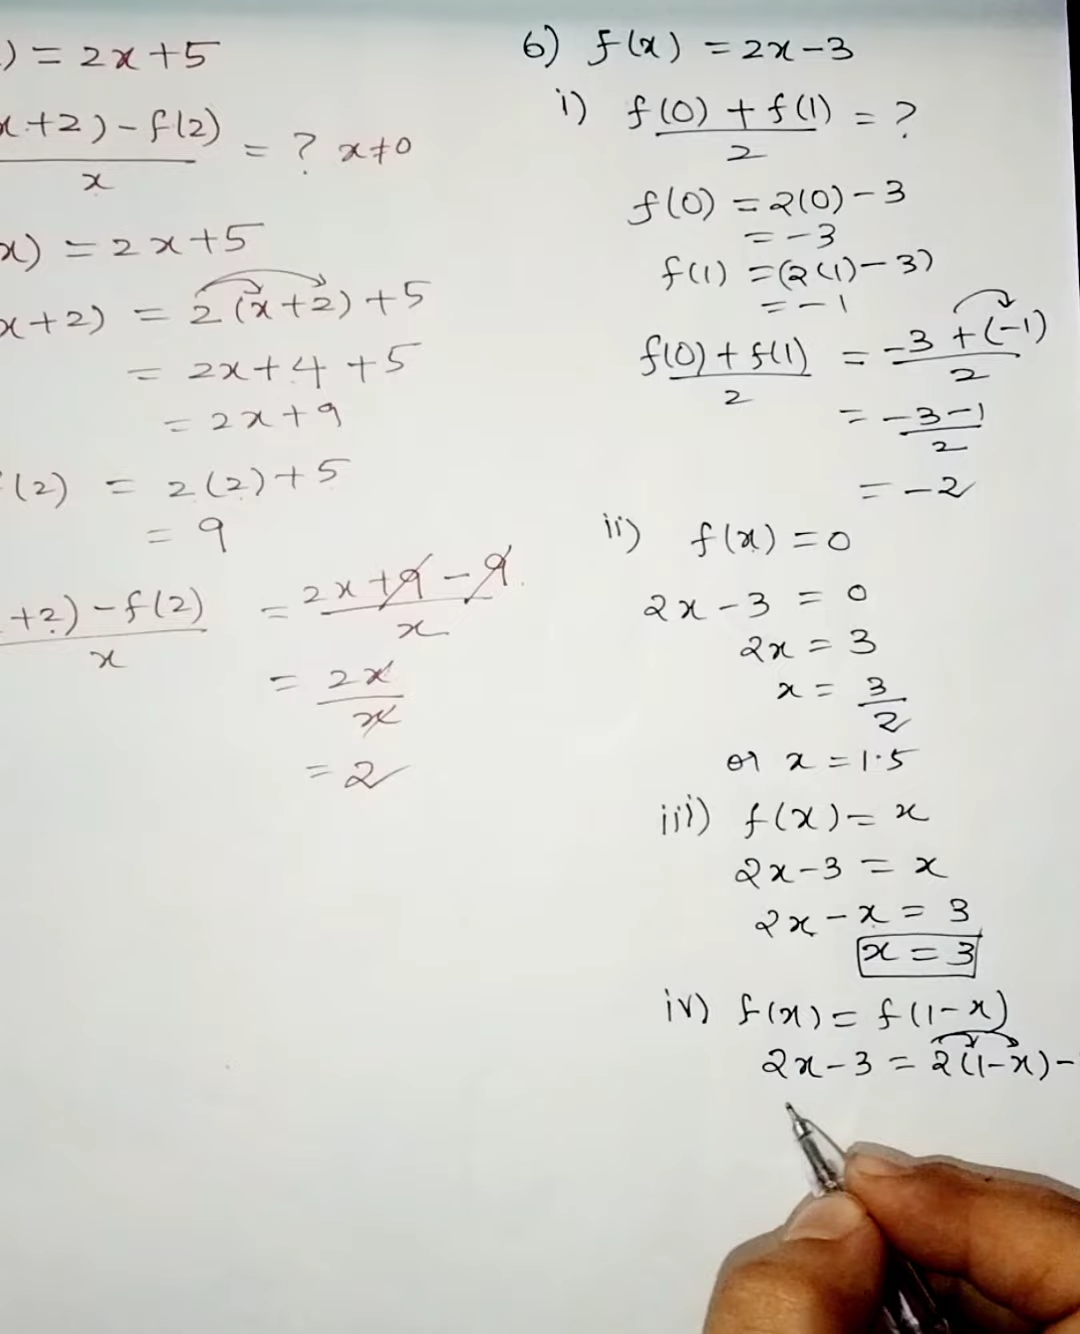 ) = 2x+5
x+2) - f(2)
x
= ? x≠0
x) = 2x+5
x+2) = 2(x+2)+5
= 2x+4+5
= 2x+9
(2) = 2(2)+5
= 9
+2) - f(2)
x
= 2x+9-9
x
= 2x
x
= 2
6) f(x) = 2x-3
i) f(0) + f(1) = ?
2
f(0) = 2(0)-3
= -3
f(1) = (2(1)-3)
= -1
f(0) + f(1) = -3 + (-1)
2 2
= -3-1
2
= -2
ii) f(x) = 0
2x-3 = 0
2x = 3
x = 3
2
or x = 1.5
iii) f(x) = x
2x-3 = x
2x-x = 3
x = 3
iv) f(x) = f(1-x)
2x-3 = 2(1-x)-